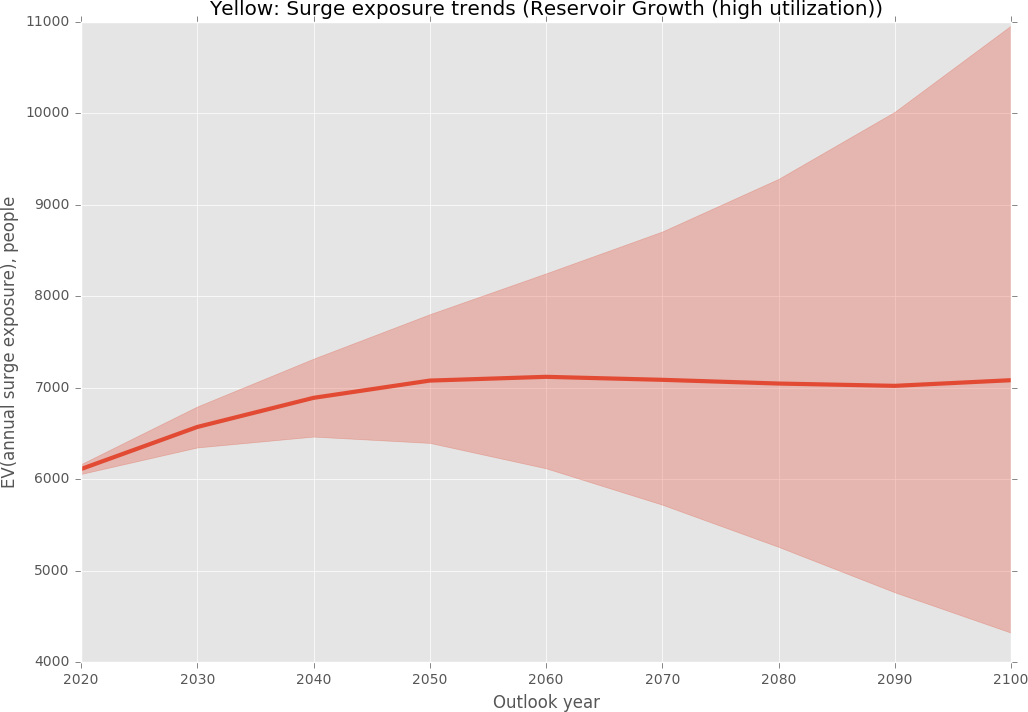 Yellow: Surge exposure trends (Reservoir Growth (high utilization))
EV(annual surge exposure), people
11000
10000
9000
8000
7000
6000
5000
4000
2020 2030 2040 2050 2060 2070 2080 2090 2100
Outlook year